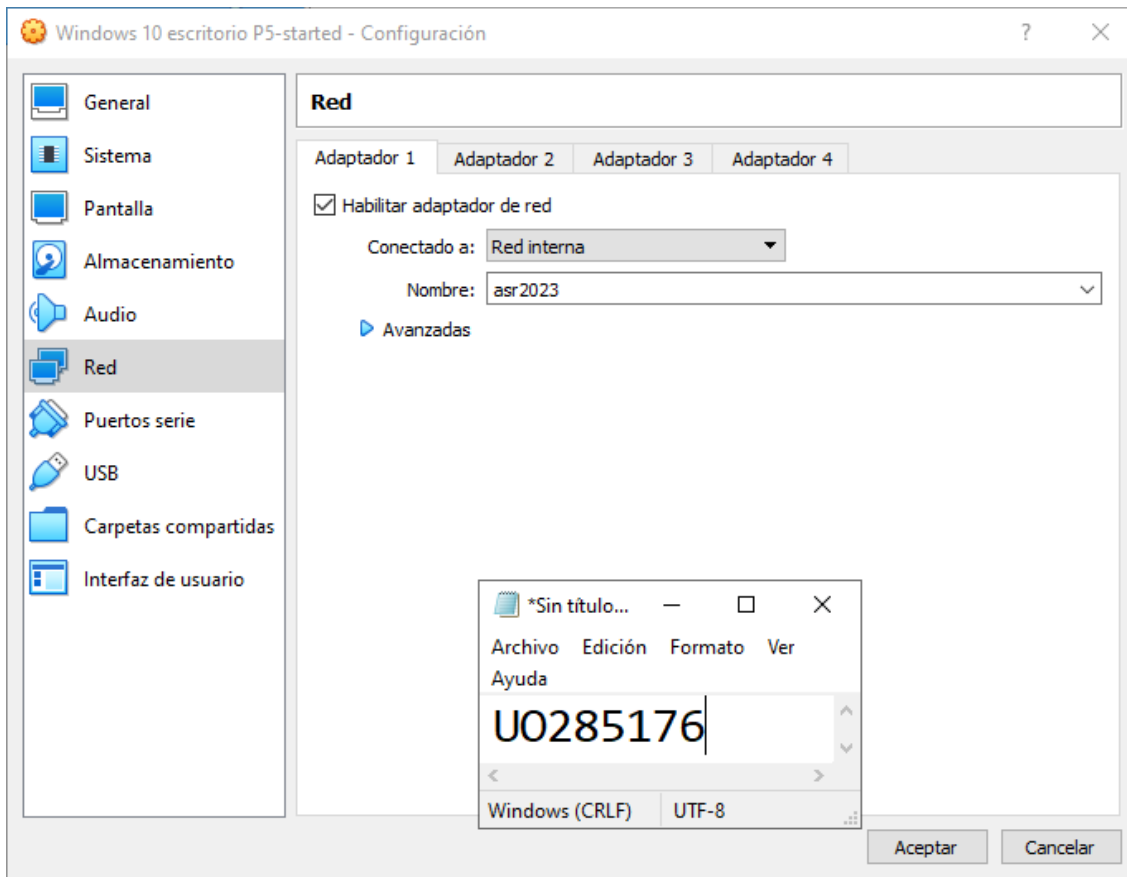 Windows 10 escritorio P5-started - Configuración
General
Sistema
Pantalla
Almacenamiento
Audio
Red
Puertos serie
USB
Carpetas compartidas
Interfaz de usuario
Red
Adaptador 1 Adaptador 2 Adaptador 3 Adaptador 4
Habilitar adaptador de red
Conectado a: Red interna
Nombre: asr2023
Avanzadas
*Sin título...
Archivo Edición Formato Ver
Ayuda
UO285176
Windows (CRLF) UTF-8
Aceptar Cancelar